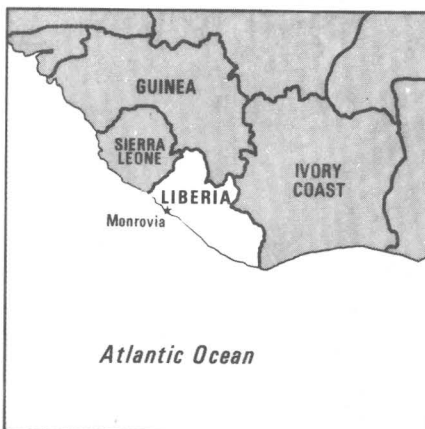 GUINEA
SIERRA
LEONE
IVORY
COAST
LIBERIA
Monrovia
Atlantic Ocean